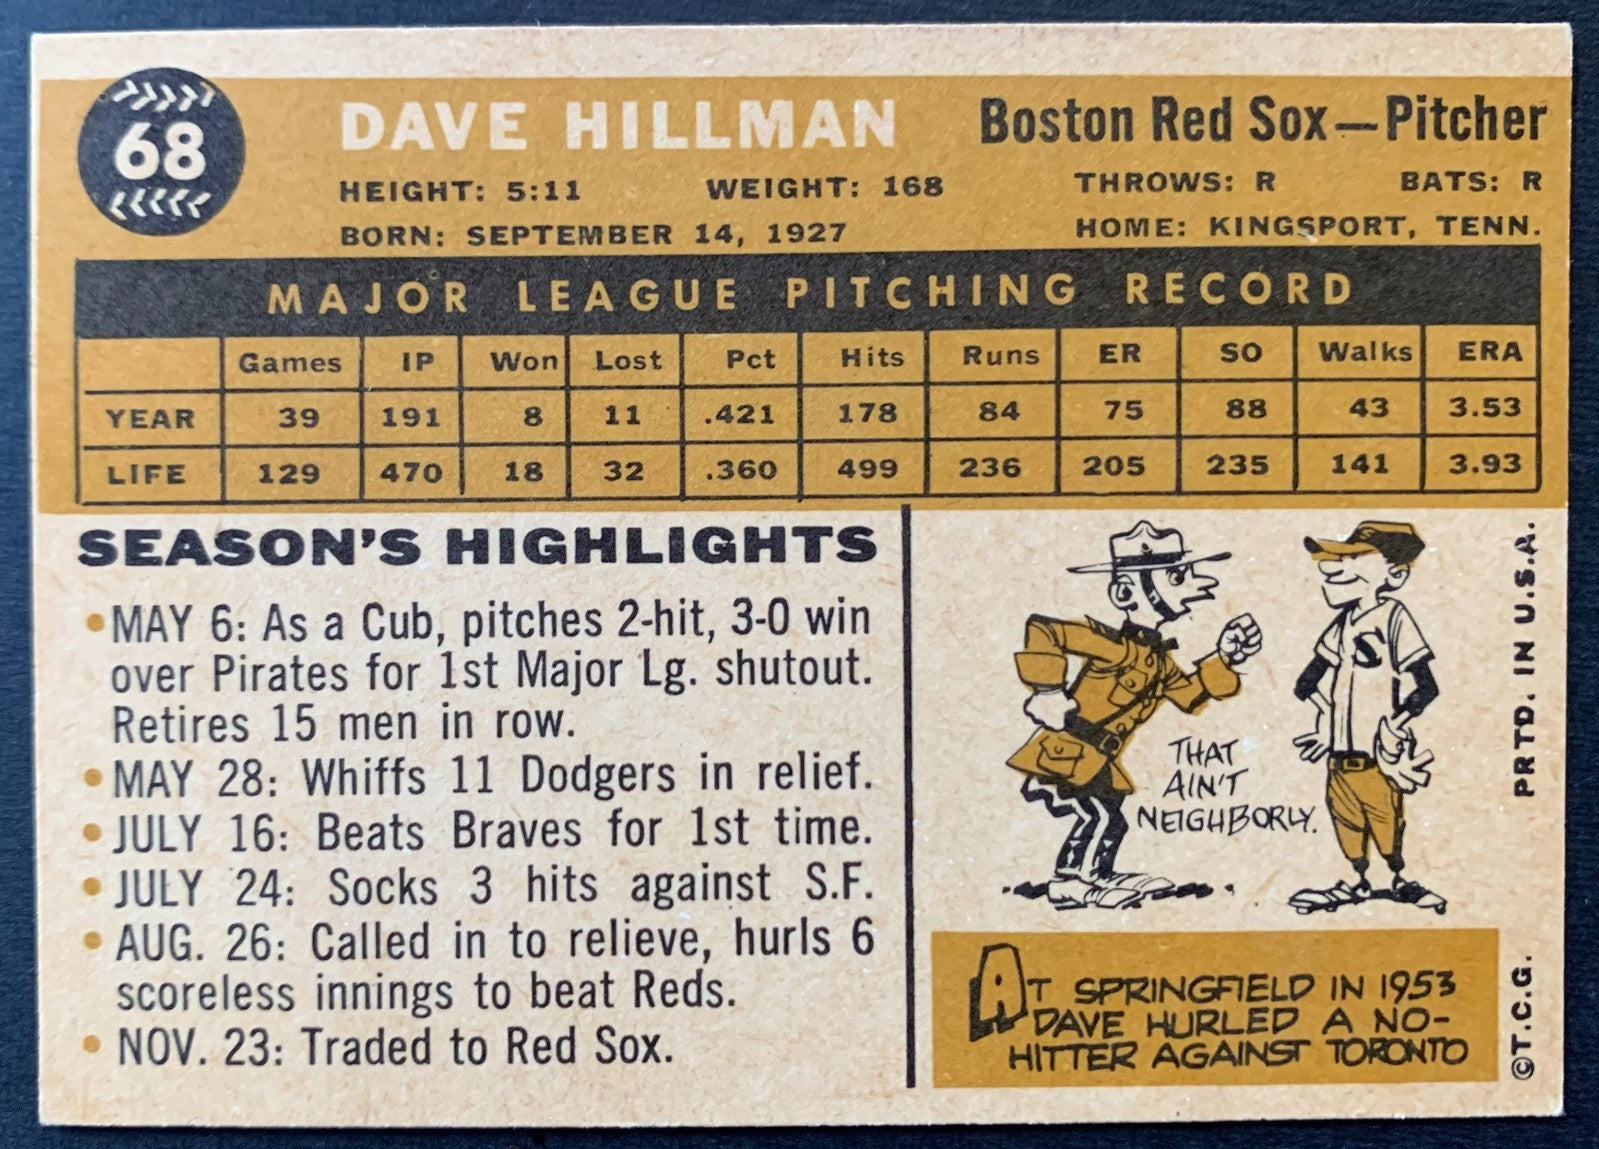 68
DAVE HILLMAN
Boston Red Sox—Pitcher
HEIGHT: 5:11 WEIGHT: 168 THROWS: R BATS: R
BORN: SEPTEMBER 14, 1927 HOME: KINGSPORT, TENN.
MAJOR LEAGUE PITCHING RECORD
Games IP Won Lost Pct Hits Runs ER SO Walks ERA
YEAR 39 191 8 11 .421 178 84 75 88 43 3.53
LIFE 129 470 18 32 .360 499 236 205 235 141 3.93
SEASON'S HIGHLIGHTS
• MAY 6: As a Cub, pitches 2-hit, 3-0 win
over Pirates for 1st Major Lg. shutout.
Retires 15 men in row.
• MAY 28: Whiffs 11 Dodgers in relief.
• JULY 16: Beats Braves for 1st time.
• JULY 24: Socks 3 hits against S.F.
• AUG. 26: Called in to relieve, hurls 6
scoreless innings to beat Reds.
• NOV. 23: Traded to Red Sox.
S
THAT
AIN'T
NEIGHBORLY.
AT SPRINGFIELD IN 1953
DAVE HURLED A NO-
HITTER AGAINST TORONTO
©T.C.G. PRTD. IN U.S.A.